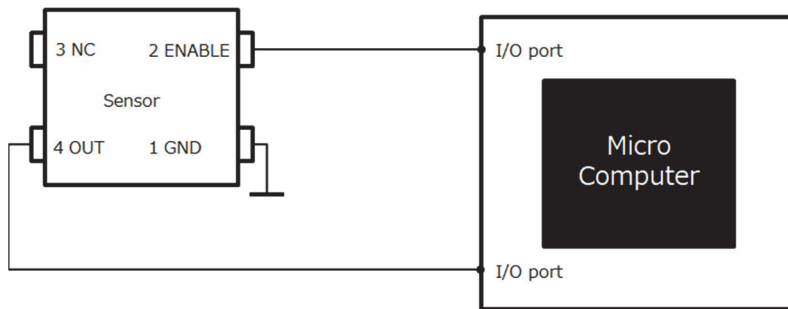 3 NC 2 ENABLE
Sensor
4 OUT 1 GND
I/O port
Micro
Computer
I/O port